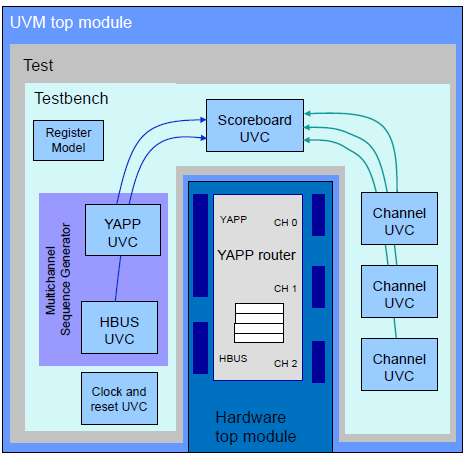 UVM top module
Test
Testbench
Register
Model
Scoreboard
UVC
Multichannel
Sequence Generator
YAPP
UVC
HBUS
UVC
Clock and
reset UVC
YAPP
CH 0
YAPP router
CH 1
HBUS
CH 2
Hardware
top module
Channel
UVC
Channel
UVC
Channel
UVC